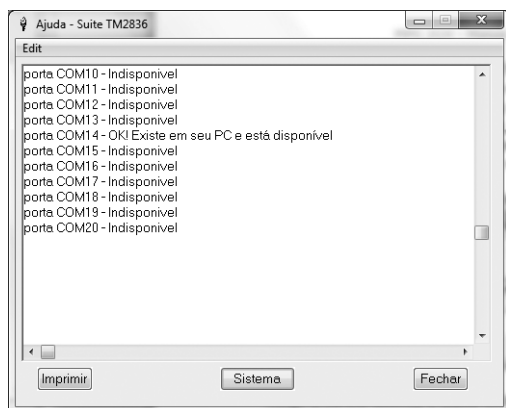 Ajuda - Suite TM2836
Edit
porta COM10 - Indisponivel
porta COM11 - Indisponivel
porta COM12 - Indisponivel
porta COM13 - Indisponivel
porta COM14 - OK! Existe em seu PC e está disponível
porta COM15 - Indisponivel
porta COM16 - Indisponivel
porta COM17 - Indisponivel
porta COM18 - Indisponivel
porta COM19 - Indisponivel
porta COM20 - Indisponivel
Imprimir Sistema Fechar